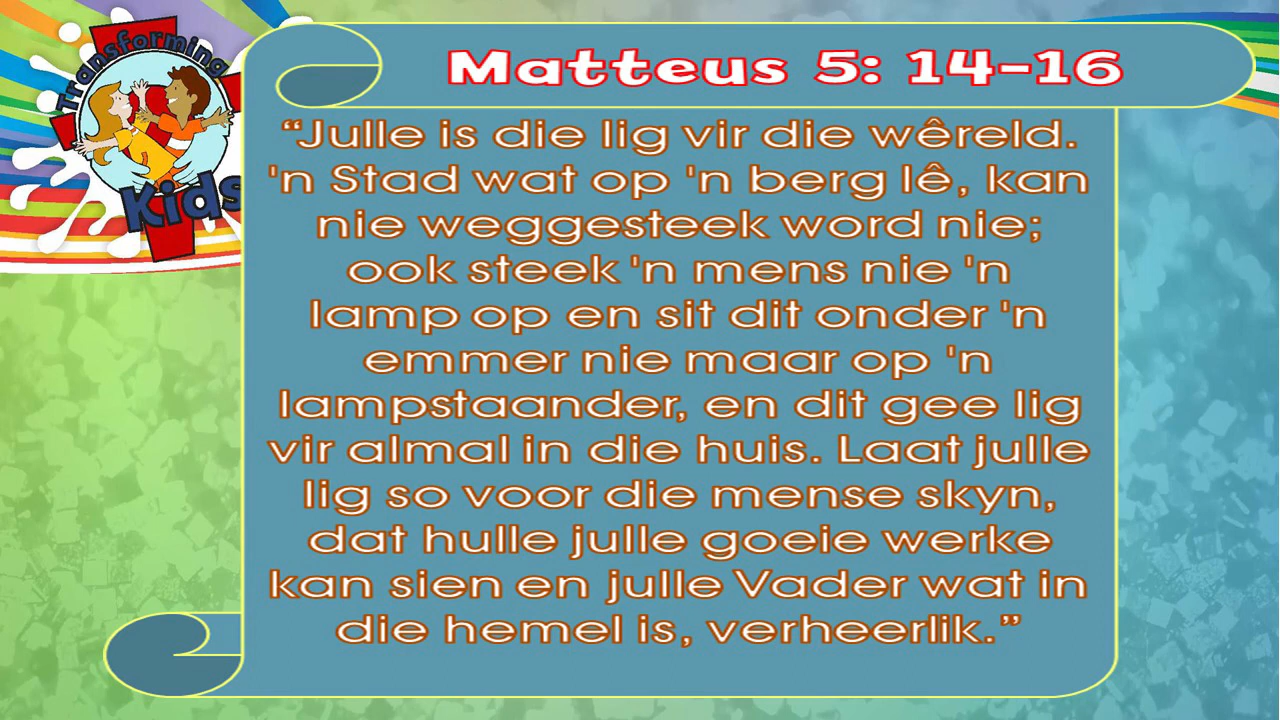 Transforming
Kids
Matteus 5: 14-16
“Julle is die lig vir die wêreld.
'n Stad wat op 'n berg lê, kan
nie weggesteek word nie;
ook steek 'n mens nie 'n
lamp op en sit dit onder 'n
emmer nie maar op 'n
lampstaander, en dit gee lig
vir almal in die huis. Laat julle
lig so voor die mense skyn,
dat hulle julle goeie werke
kan sien en julle Vader wat in
die hemel is, verheerlik.”